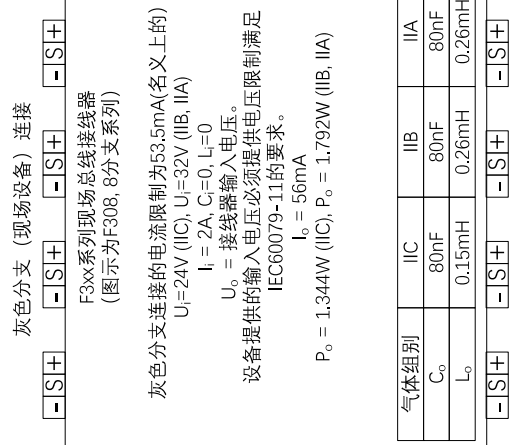 灰色分支（现场设备）连接
- S +
- S +
- S +
- S +
F3xx系列现场总线接线器
（图示为F308, 8分支系列）
灰色分支连接的电流限制为53.5mA(名义上的)
Ui=24V (IIC), Ui=32V (IIB, IIA)
Ii = 2A, Ci=0, Li=0
Uo = 接线器输入电压。
设备提供的输入电压必须提供电压限制满足
IEC60079-11的要求。
Io = 56mA
Po = 1.344W (IIC), Po = 1.792W (IIB, IIA)
气体组别 IIC IIB IIA
Co 80nF 80nF 80nF
Lo 0.15mH 0.26mH 0.26mH
- S +
- S +
- S +
- S +